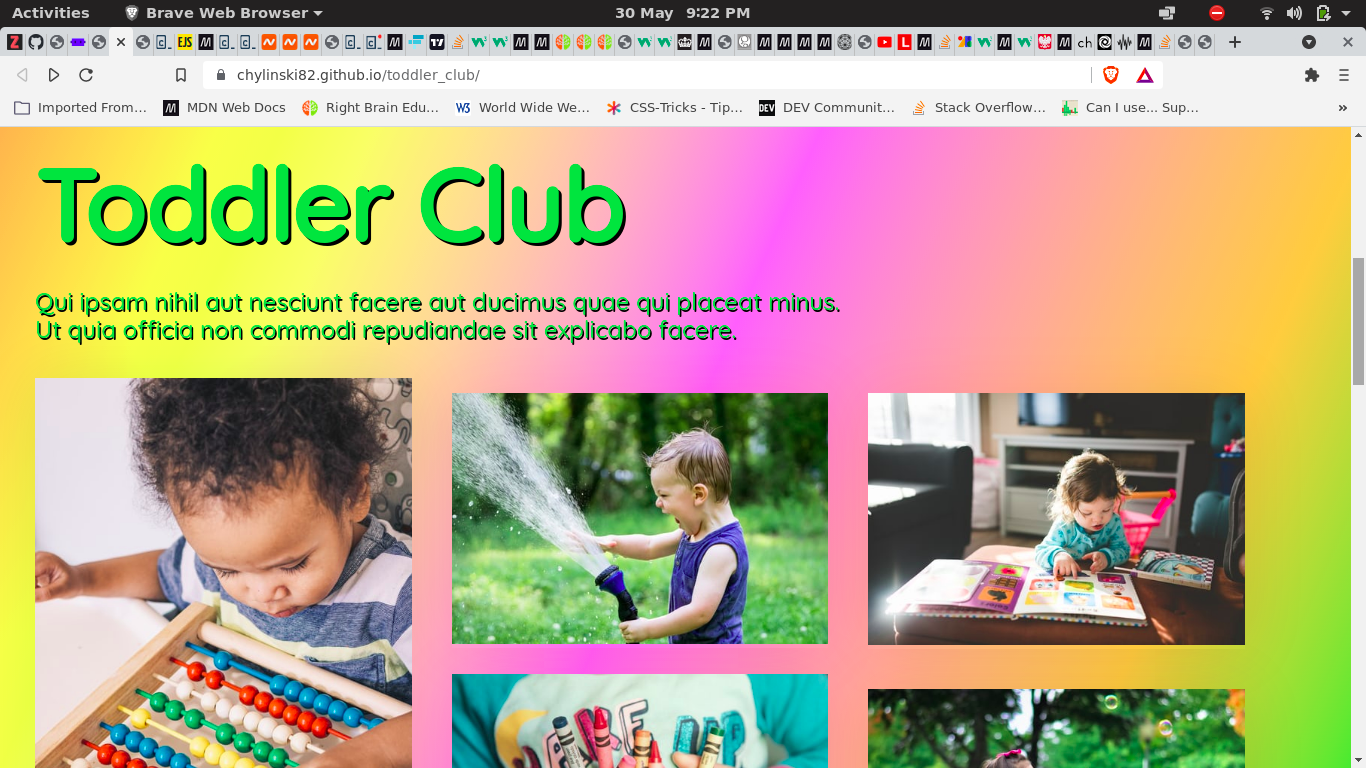 Activities
Brave Web Browser
30 May 9:22 PM
chylinski82.github.io/toddler_club/
Imported From…
MDN Web Docs
Right Brain Edu…
World Wide We…
CSS-Tricks - Tip…
DEV Communit…
Stack Overflow…
Can I use... Sup…
»
Toddler Club
Qui ipsam nihil aut nesciunt facere aut ducimus quae qui placeat minus.
Ut quia officia non commodi repudiandae sit explicabo facere.